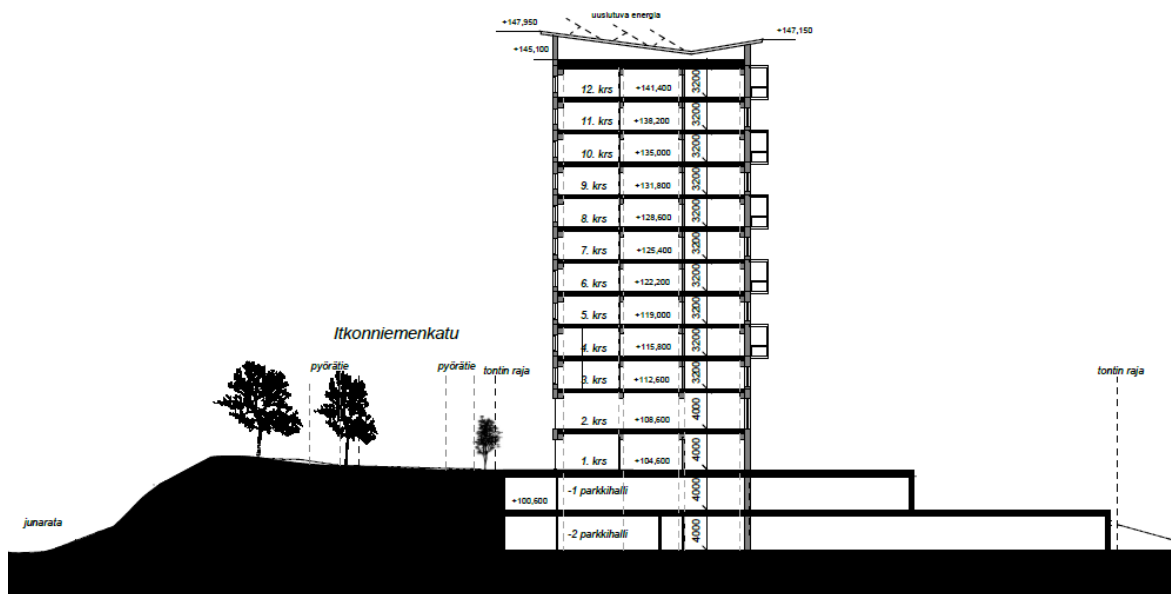 uuslutuva energia
+147,950
+147,150
+145,100
12. krs +141,400 3200
11. krs +138,200 3200
10. krs +135,000 3200
9. krs +131,800 3200
8. krs +128,600 3200
7. krs +125,400 3200
6. krs +122,200 3200
5. krs +119,000 3200
4. krs +115,800 3200
3. krs +112,600 3200
2. krs +108,600 4000
1. krs +104,600 4000
Itkonniemenkatu
pyörätie
pyörätie
tontin raja
tontin raja
+100,600
-1 parkkihalli 4000
junarata
-2 parkkihalli 4000